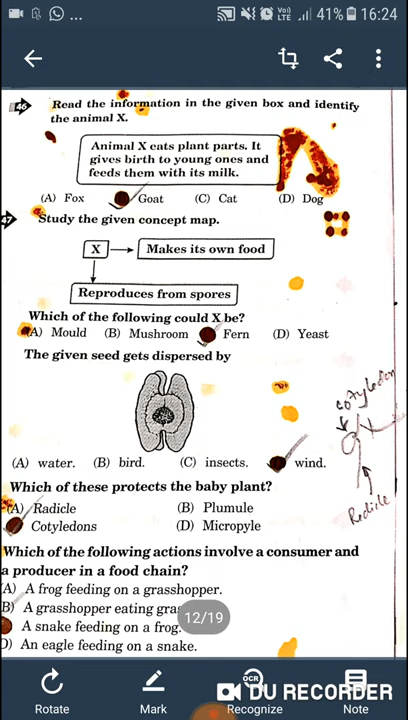 Voi) LTE 41% 16:24
46 Read the information in the given box and identify
the animal X.
Animal X eats plant parts. It
gives birth to young ones and
feeds them with its milk.
(A) Fox Goat (C) Cat (D) Dog
47 Study the given concept map.
X Makes its own food
Reproduces from spores
Which of the following could X be?
(A) Mould (B) Mushroom Fern (D) Yeast
The given seed gets dispersed by
cotyledon
(A) water. (B) bird. (C) insects. wind.
Redicle
Which of these protects the baby plant?
(A) Radicle (B) Plumule
Cotyledons (D) Micropyle
Which of the following actions involve a consumer and
a producer in a food chain?
(A) A frog feeding on a grasshopper.
B) A grasshopper eating gras
12/19
A snake feeding on a frog.
D) An eagle feeding on a snake.
OCR
DU RECORDER
Rotate Mark Recognize Note